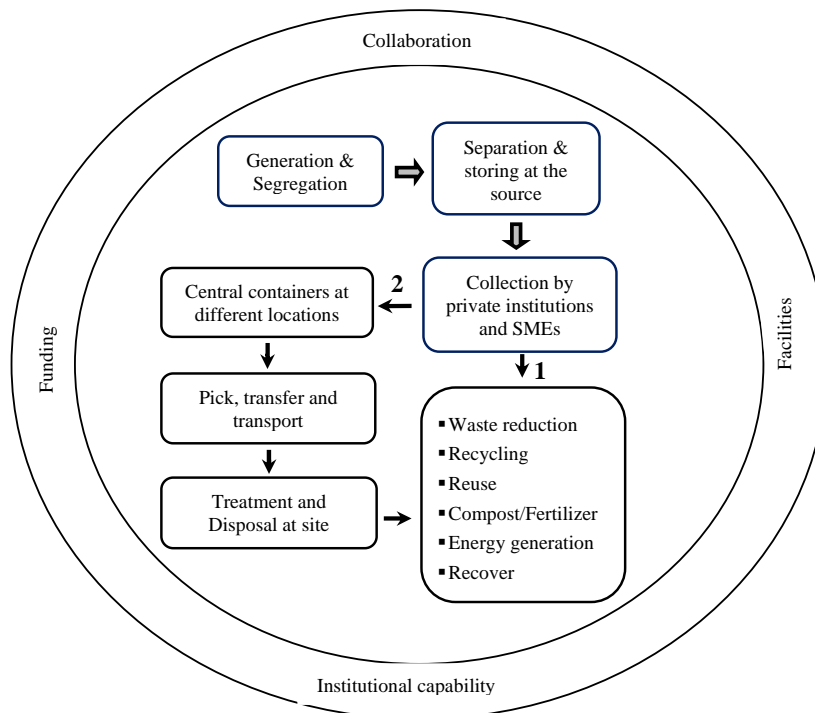 Collaboration
Generation &
Segregation
Separation &
storing at the
source
Central containers at
different locations
2
Collection by
private institutions
and SMEs
Funding
Facilities
1
Pick, transfer and
transport
Treatment and
Disposal at site
▪ Waste reduction
▪ Recycling
▪ Reuse
▪ Compost/Fertilizer
▪ Energy generation
▪ Recover
Institutional capability